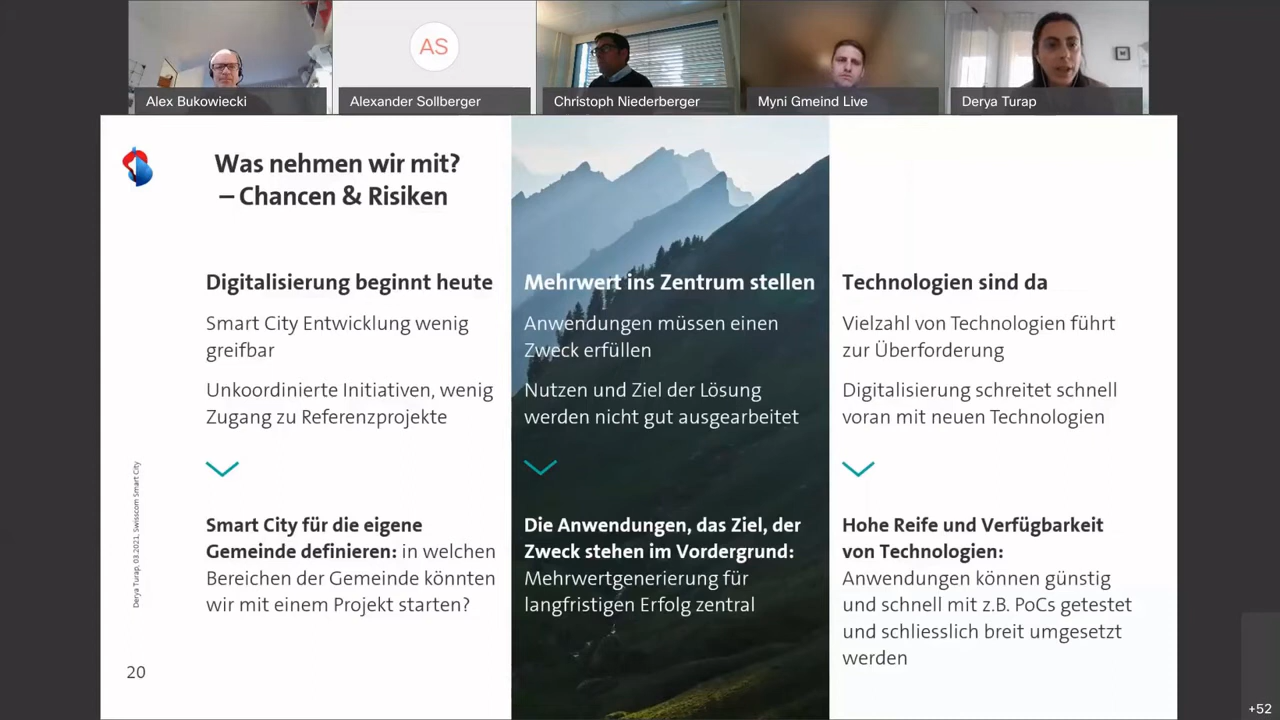 AS
Alex Bukowiecki
Alexander Sollberger
Christoph Niederberger
Myni Gmeind Live
Derya Turap
Was nehmen wir mit?
– Chancen & Risiken
Digitalisierung beginnt heute
Smart City Entwicklung wenig
greifbar
Unkoordinierte Initiativen, wenig
Zugang zu Referenzprojekte
Smart City für die eigene
Gemeinde definieren: in welchen
Bereichen der Gemeinde könnten
wir mit einem Projekt starten?
Mehrwert ins Zentrum stellen
Anwendungen müssen einen
Zweck erfüllen
Nutzen und Ziel der Lösung
werden nicht gut ausgearbeitet
Die Anwendungen, das Ziel, der
Zweck stehen im Vordergrund:
Mehrwertgenerierung für
langfristigen Erfolg zentral
Technologien sind da
Vielzahl von Technologien führt
zur Überforderung
Digitalisierung schreitet schnell
voran mit neuen Technologien
Hohe Reife und Verfügbarkeit
von Technologien:
Anwendungen können günstig
und schnell mit z.B. PoCs getestet
und schliesslich breit umgesetzt
werden
Derya Turap, 03.2021, Swisscom Smart City
20
+52